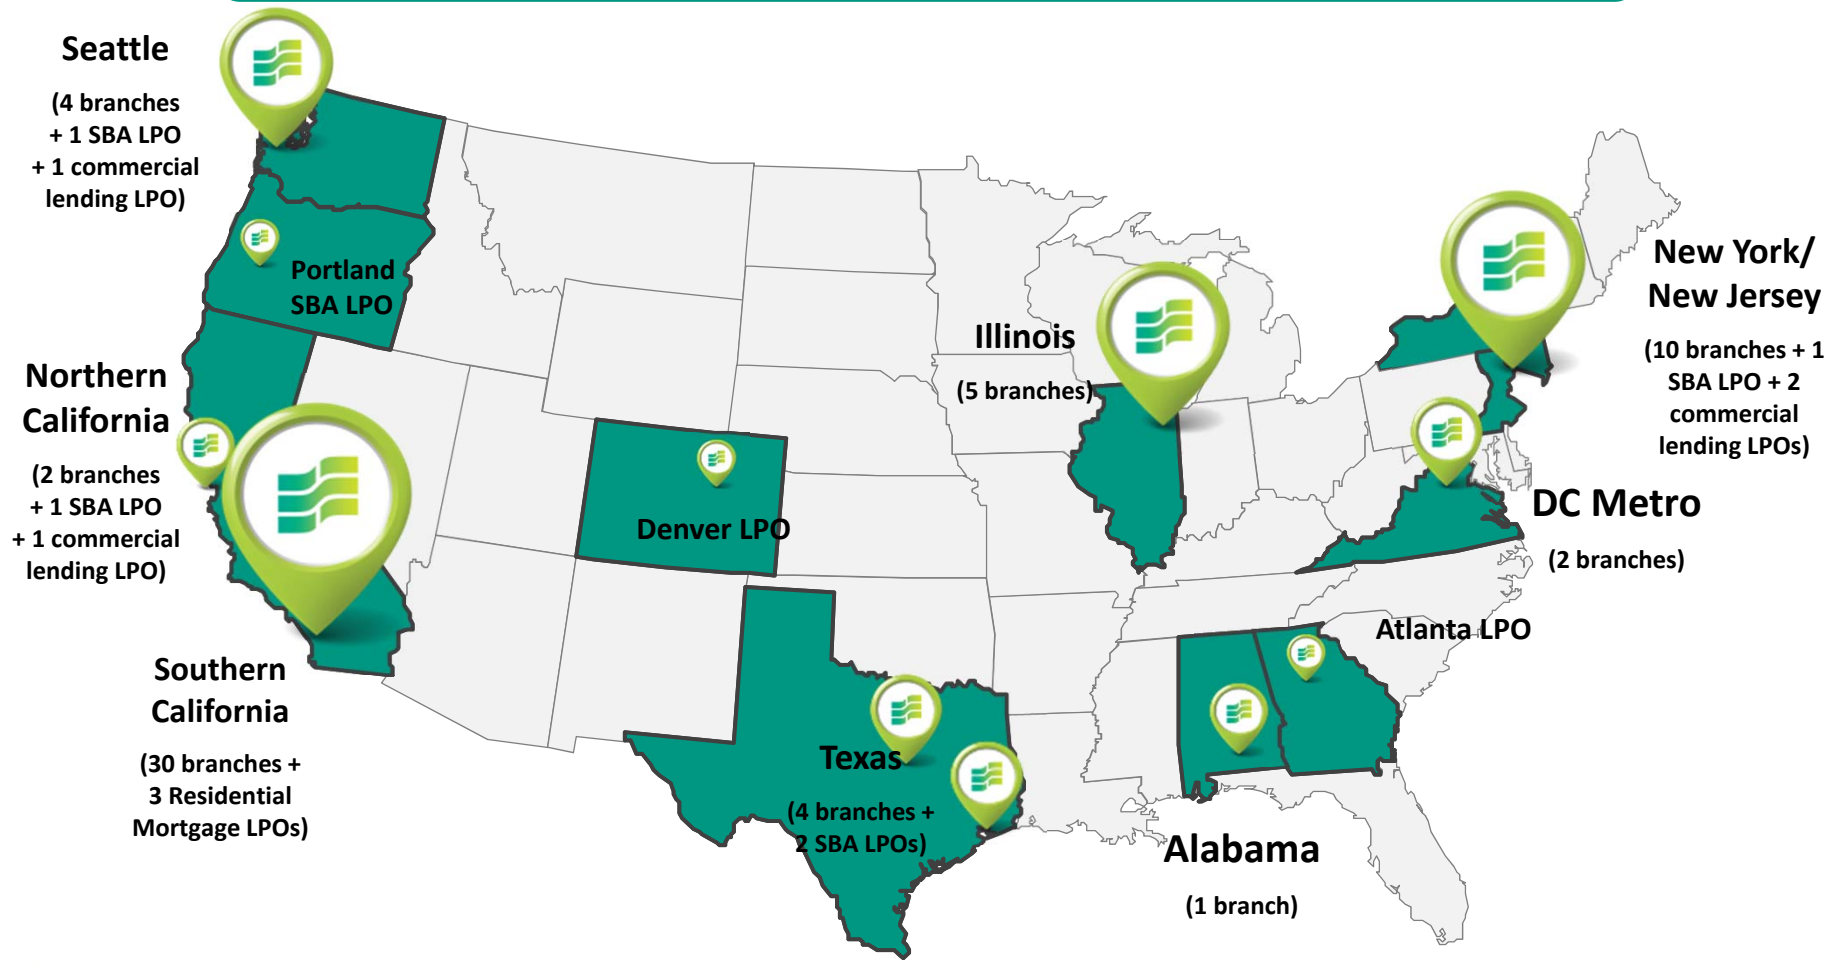 Seattle
(4 branches
+ 1 SBA LPO
+ 1 commercial
lending LPO)
Portland
SBA LPO
Northern
California
(2 branches
+ 1 SBA LPO
+ 1 commercial
lending LPO)
Southern
California
(30 branches +
3 Residential
Mortgage LPOs)
Denver LPO
Texas
(4 branches +
2 SBA LPOs)
Illinois
(5 branches)
New York/
New Jersey
(10 branches + 1
SBA LPO + 2
commercial
lending LPOs)
DC Metro
(2 branches)
Atlanta LPO
Alabama
(1 branch)